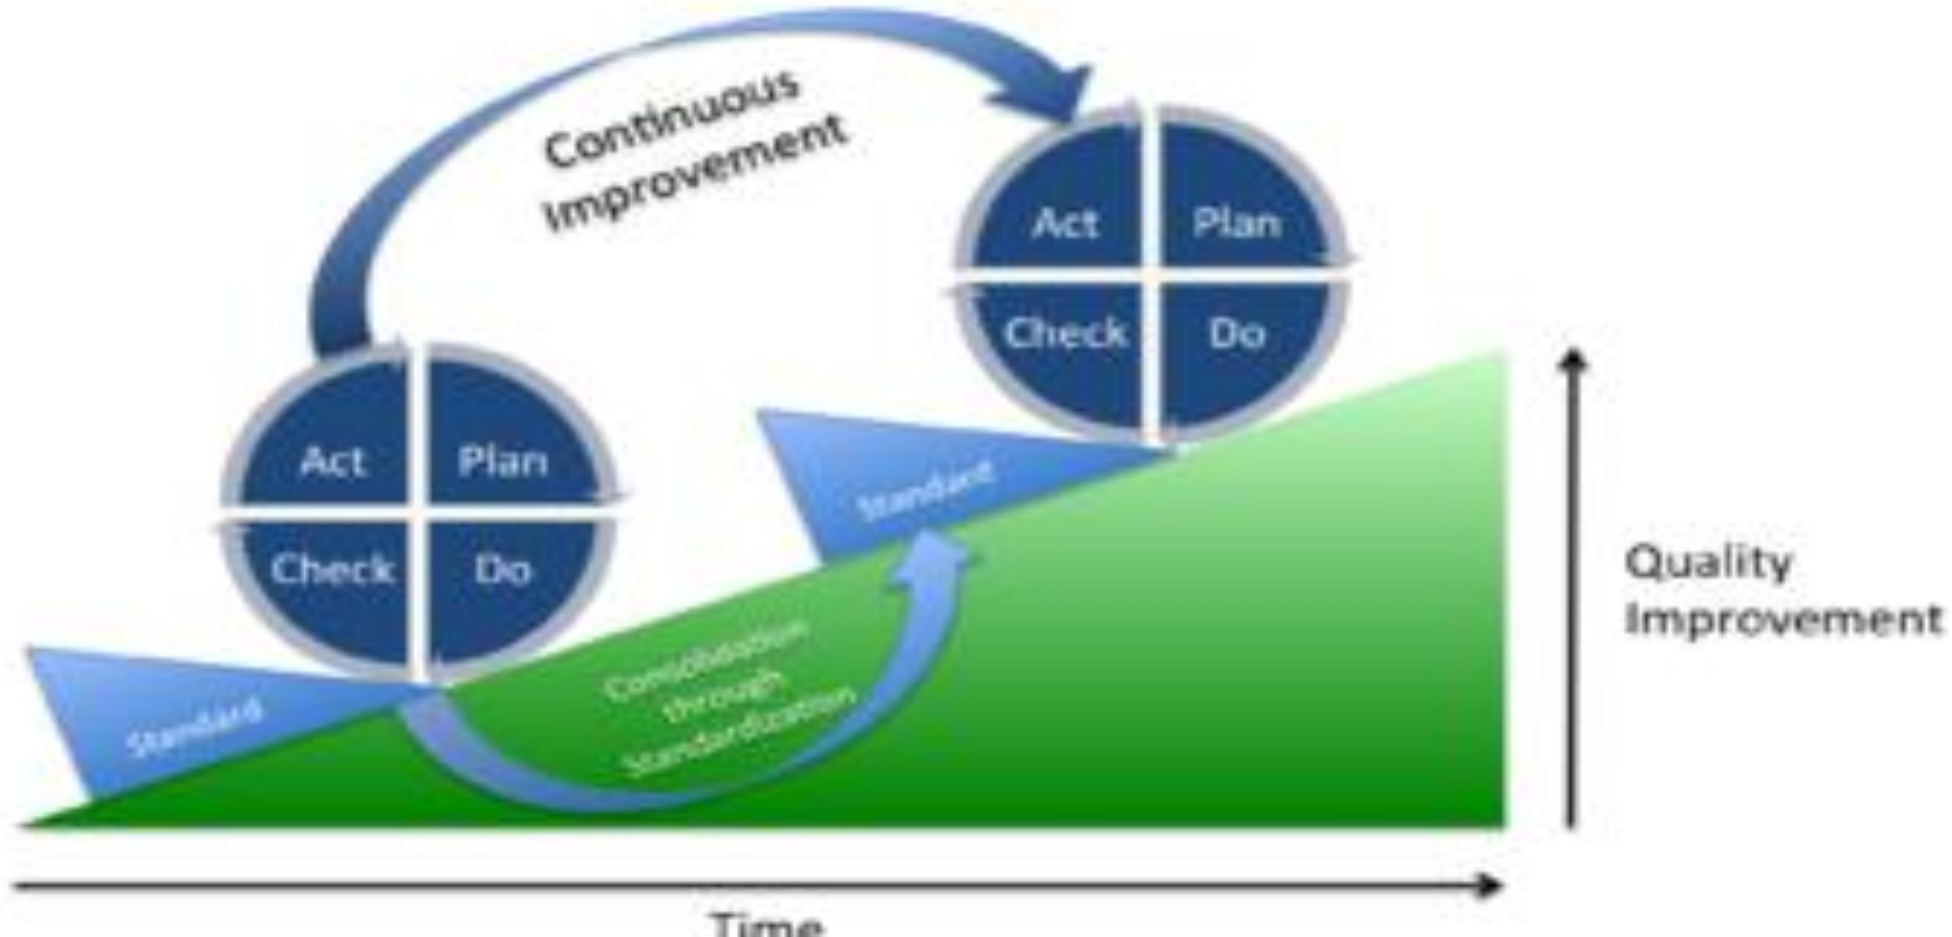 Continuous
Improvement
Act
Plan
Check
Do
Act
Plan
Check
Do
Standard
Standard
Consolidation
through
Standardization
Quality
Improvement
Time